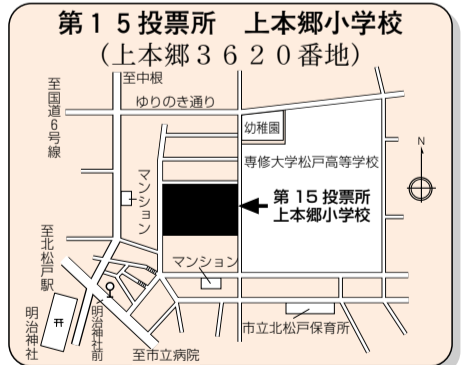 第１５投票所　上本郷小学校
（上本郷３６２０番地）
至中根
ゆりのき通り
至国道6号線
幼稚園
専修大学松戸高等学校
N
マンション
第 15 投票所
上本郷小学校
至北松戸駅
マンション
明治神社
明治神社前
市立北松戸保育所
至市立病院